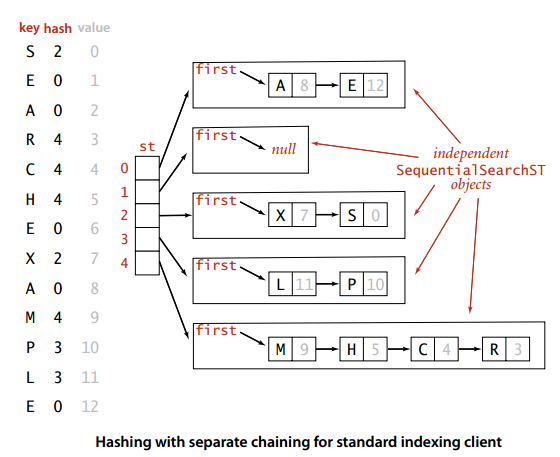 key hash value
S 2 0
E 0 1
A 0 2
R 4 3
C 4 4
H 4 5
E 0 6
X 2 7
A 0 8
M 4 9
P 3 10
L 3 11
E 0 12
st
0
1
2
3
4
first
A 8 E 12
first
null
first
X 7 S 0
first
L 11 P 10
first
M 9 H 5 C 4 R 3
independent
SequentialSearchST
objects
Hashing with separate chaining for standard indexing client